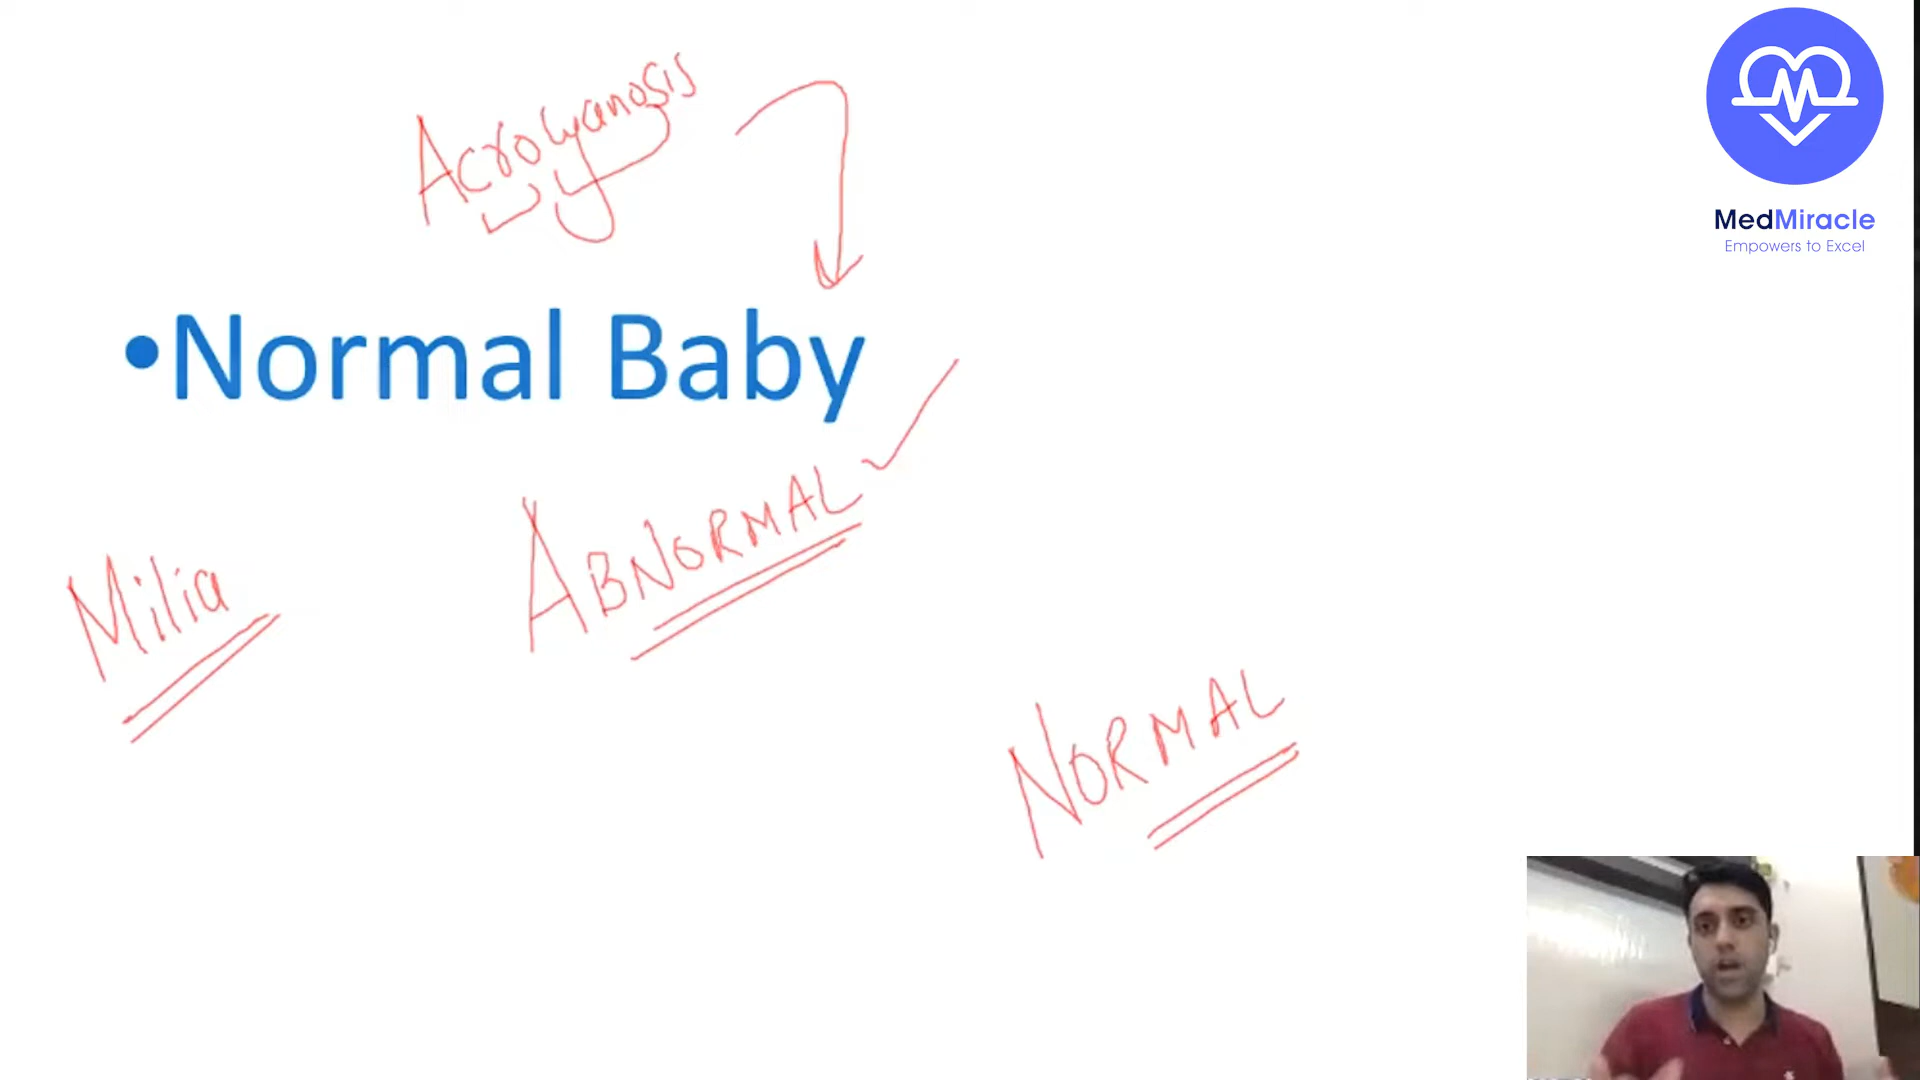 Acrocyanosis
MedMiracle
Empowers to Excel
•Normal Baby
ABNORMAL
Milia
NORMAL